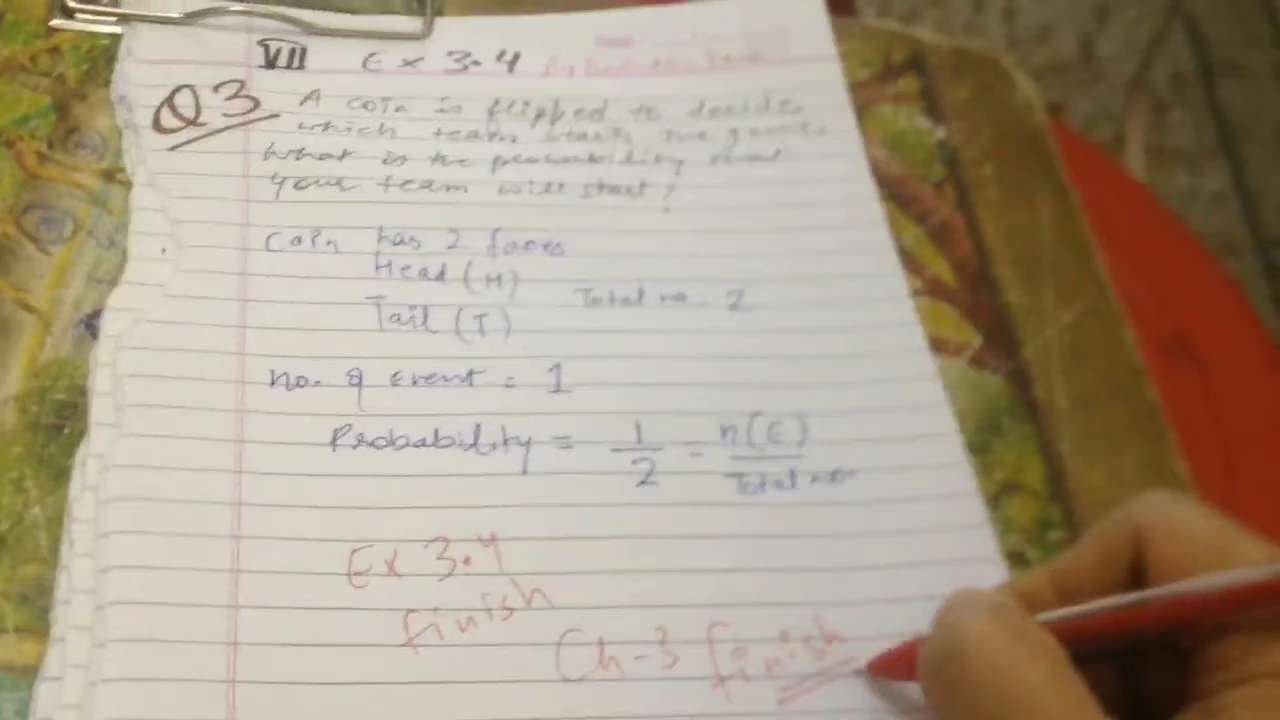 VII Ex 3.4
Q3 A coin is flipped to decide
which team starts the game.
What is the probability that
your team will start?
Coin has 2 faces
Head (H)
Total no. 2
Tail (T)
no. of event = 1
Probability = 1/2 = n(E)/Total no.
Ex 3.4
finish
Ch-3 finish